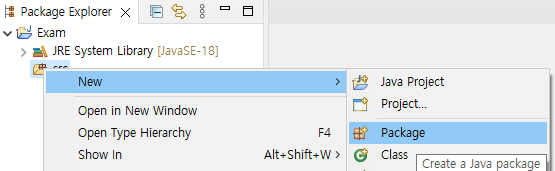 Package Explorer
Exam
JRE System Library [JavaSE-18]
src
New
Open in New Window
Open Type Hierarchy F4
Show In Alt+Shift+W
Java Project
Project...
Package
Class
Create a Java package